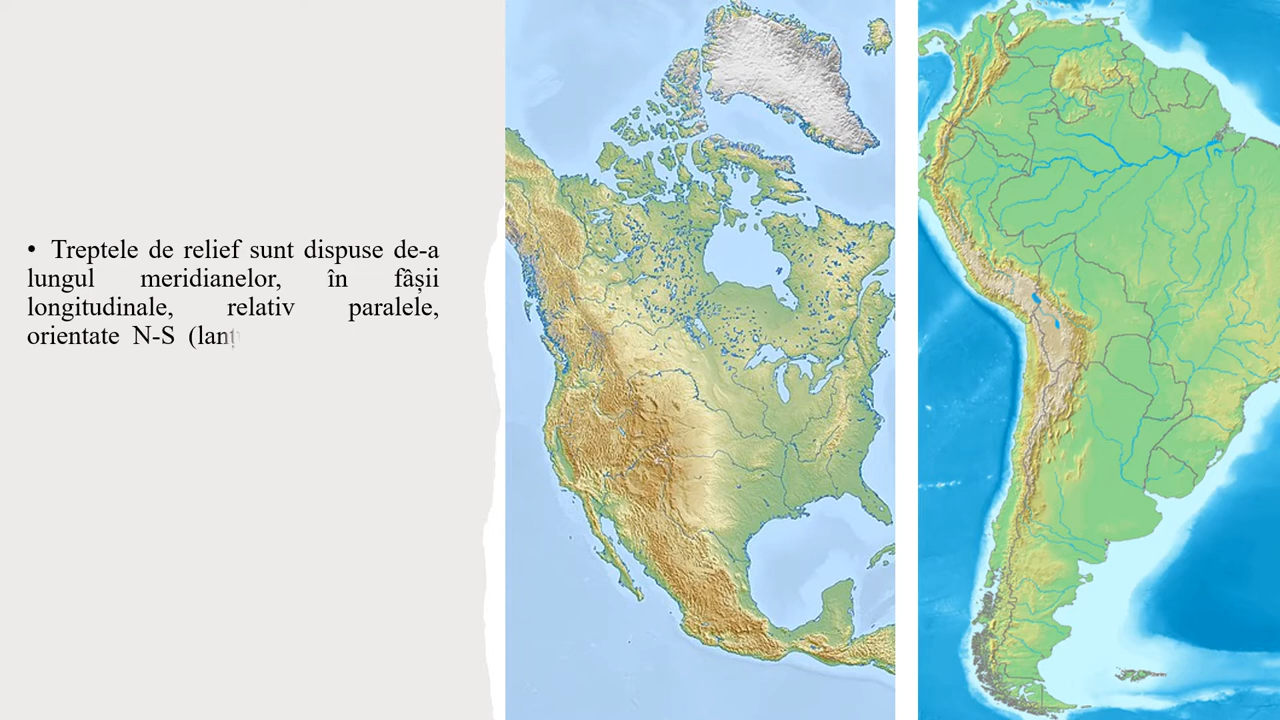 • Treptele de relief sunt dispuse de-a
lungul meridianelor, în fâșii
longitudinale, relativ paralele,
orientate N-S